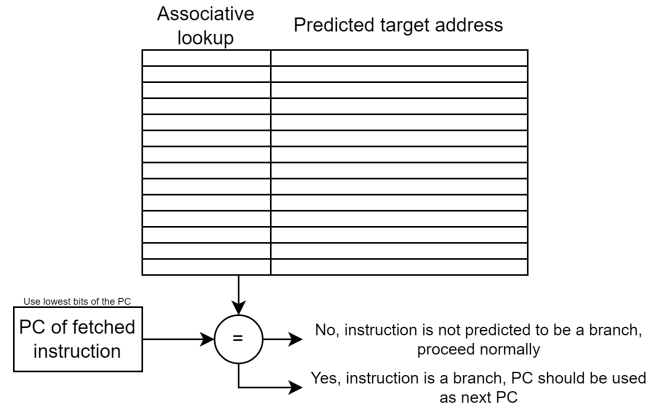 Associative
lookup
Predicted target address
Use lowest bits of the PC
PC of fetched
instruction
=
No, instruction is not predicted to be a branch,
proceed normally
Yes, instruction is a branch, PC should be used
as next PC